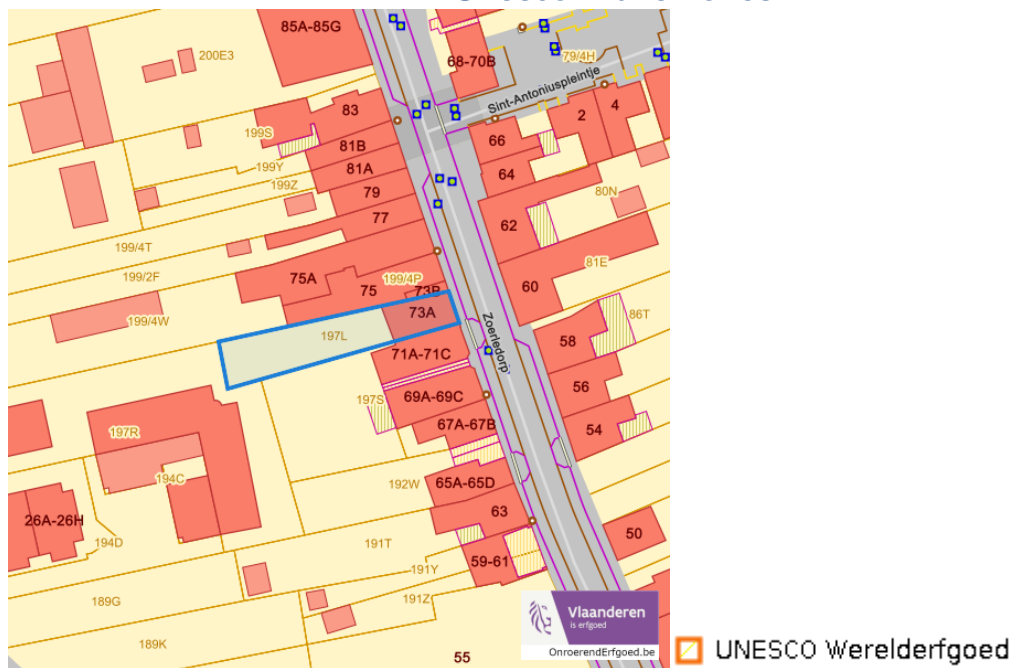 85A-85G
68-70B
79/4H
200E3
Sint-Antoniuspleintje
4
2
83
199S
66
81B
81A
199Y
64
199Z
79
80N
77
62
199/4T
81E
199/2F
75A
199/4P
75
73B
60
73A
199/4W
86T
197L
Zoerledorp
58
71A-71C
56
69A-69C
197S
67A-67B
54
197R
194C
65A-65D
192W
63
26A-26H
50
194D
191T
59-61
191Y
189G
191Z
Vlaanderen
is erfgoed
189K
OnroerendErfgoed.be
55
UNESCO Werelderfgoed